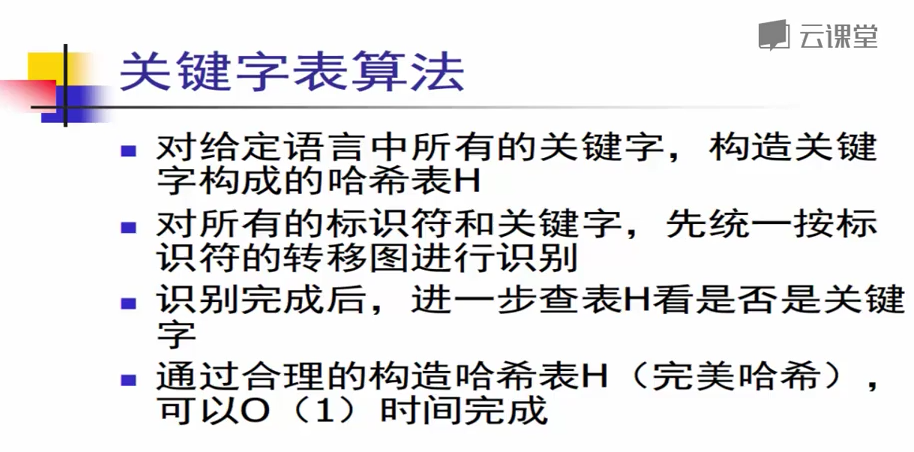 云课堂
关键字表算法
对给定语言中所有的关键字，构造关键
字构成的哈希表H
对所有的标识符和关键字，先统一按标
识符的转移图进行识别
识别完成后，进一步查表H看是否是关键
字
通过合理的构造哈希表H（完美哈希），
可以O（1）时间完成